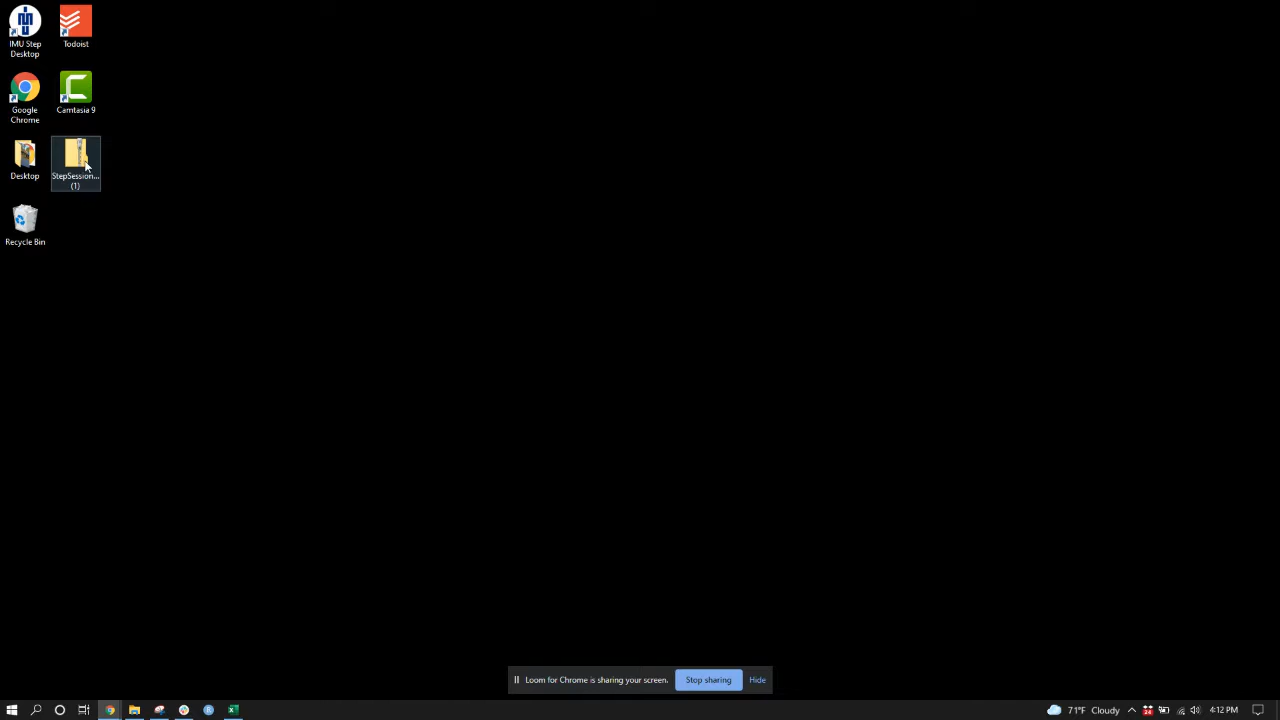 IMU Step
Desktop
Todoist
Google
Chrome
Camtasia 9
Desktop
StepSession...
(1)
Recycle Bin
Loom for Chrome is sharing your screen.
Stop sharing
Hide
71°F Cloudy
4:12 PM